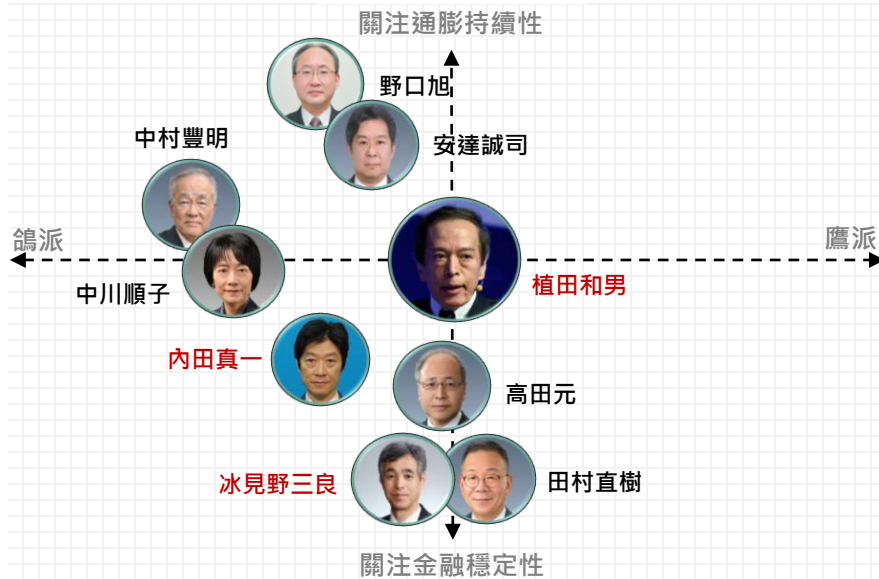 關注通膨持續性
野口旭
中村豐明
安達誠司
鴿派
鷹派
植田和男
中川順子
內田真一
高田元
冰見野三良
田村直樹
關注金融穩定性